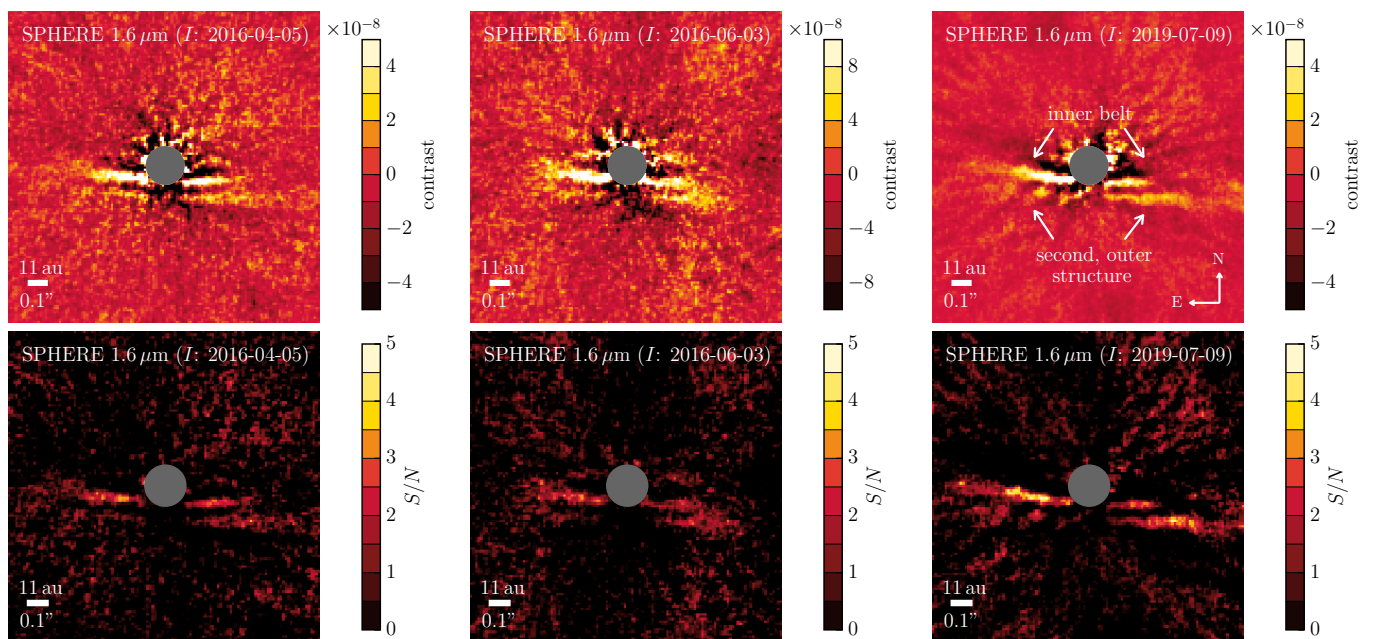 SPHERE 1.6 μm (I: 2016-04-05)
×10⁻⁸
4
2
0
−2
−4
contrast
11 au
0.1”
SPHERE 1.6 μm (I: 2016-06-03)
×10⁻⁸
8
4
0
−4
−8
contrast
11 au
0.1”
SPHERE 1.6 μm (I: 2019-07-09)
×10⁻⁸
inner belt
second, outer
structure
N
E
4
2
0
−2
−4
contrast
11 au
0.1”
SPHERE 1.6 μm (I: 2016-04-05)
5
4
3
2
1
0
S/N
11 au
0.1”
SPHERE 1.6 μm (I: 2016-06-03)
5
4
3
2
1
0
S/N
11 au
0.1”
SPHERE 1.6 μm (I: 2019-07-09)
5
4
3
2
1
0
S/N
11 au
0.1”